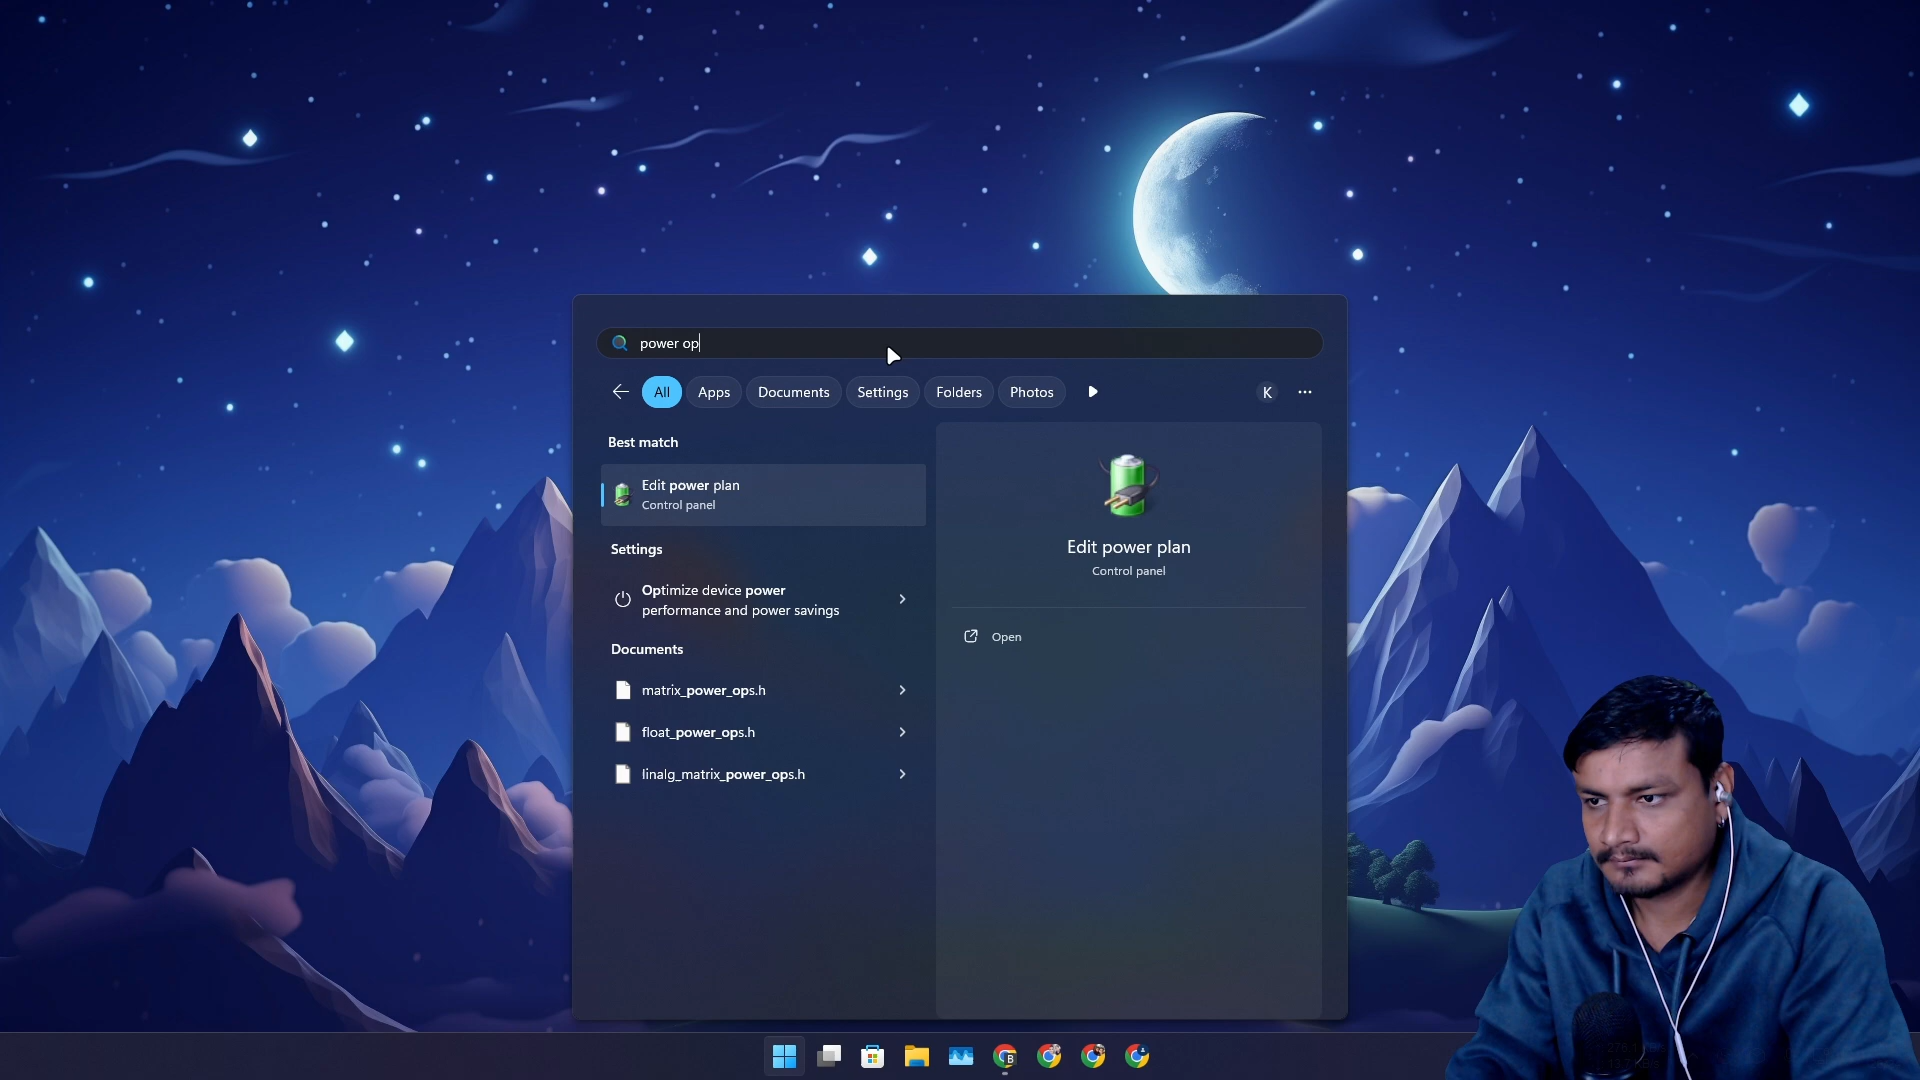 power op
All
Apps
Documents
Settings
Folders
Photos
K
Best match
Edit power plan
Control panel
Settings
Optimize device power
performance and power savings
Documents
matrix_power_ops.h
float_power_ops.h
linalg_matrix_power_ops.h
Edit power plan
Control panel
Open
B